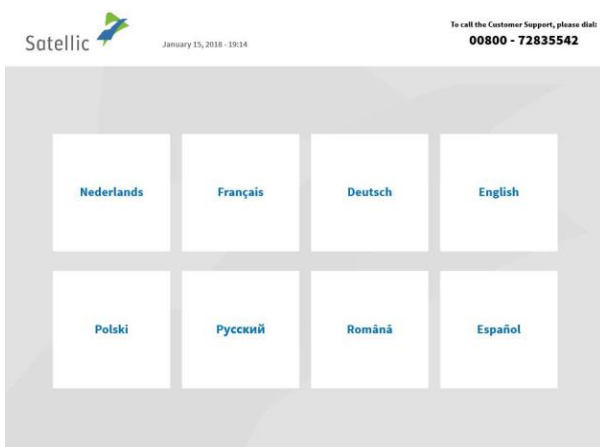 Satellic
January 15, 2018 - 19:14
To call the Customer Support, please dial:
00800 - 72835542
Nederlands
Français
Deutsch
English
Polski
Русский
Română
Español